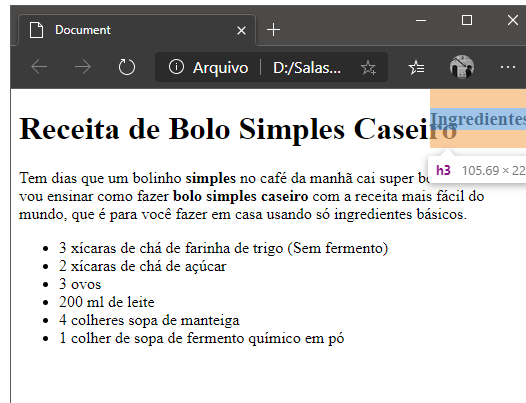 Document
Arquivo
D:/Salas...
Receita de Bolo Simples Caseiro
Ingredientes
h3 105.69 × 22
Tem dias que um bolinho simples no café da manhã cai super b
vou ensinar como fazer bolo simples caseiro com a receita mais fácil do
mundo, que é para você fazer em casa usando só ingredientes básicos.
3 xícaras de chá de farinha de trigo (Sem fermento)
2 xícaras de chá de açúcar
3 ovos
200 ml de leite
4 colheres sopa de manteiga
1 colher de sopa de fermento químico em pó